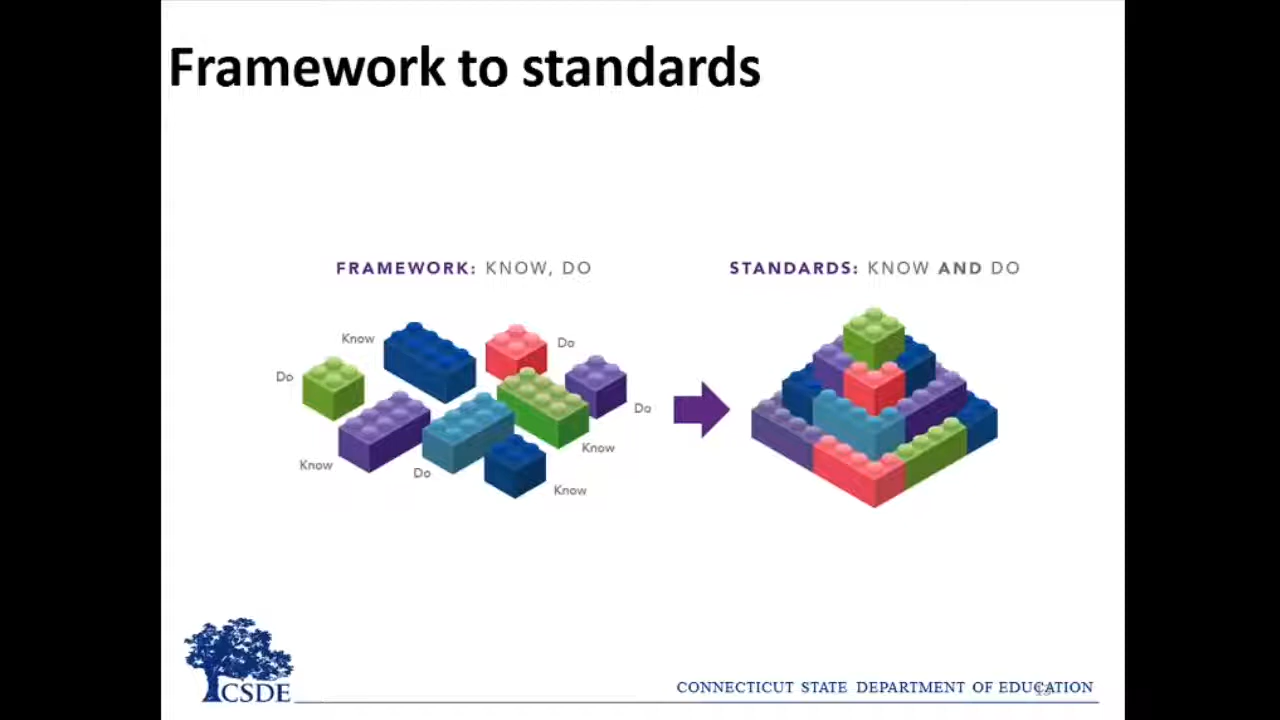 Framework to standards
FRAMEWORK: KNOW, DO
STANDARDS: KNOW AND DO
Know
Do
Do
Do
Know
Know
Do
Know
CSDE
CONNECTICUT STATE DEPARTMENT OF EDUCATION